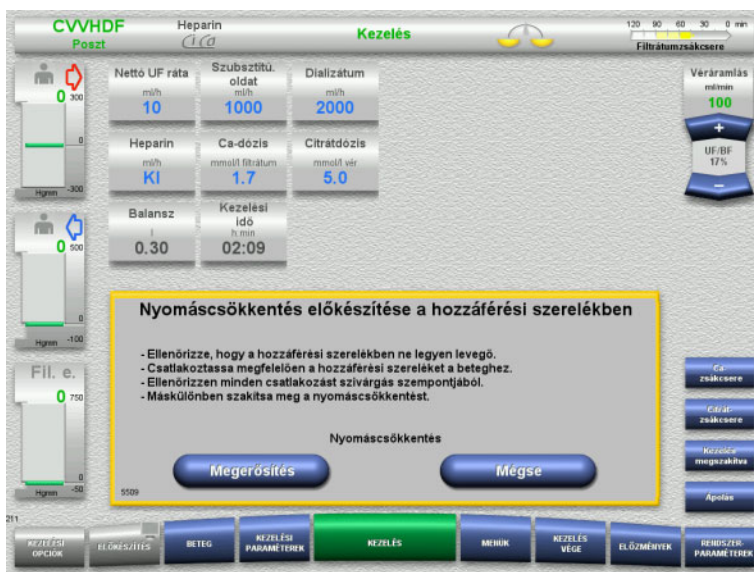 CVVHDF
Poszt
Heparin
Ci Ca
Kezelés
120 90 60 30 0 min
Filtrátumzsákcsere
0
300
0
-300
Hgmm
0
500
0
-100
Hgmm
Fil. e.
0
750
0
-50
Hgmm
Nettó UF ráta
ml/h
10
Szubsztitú.
oldat
ml/h
1000
Dializátum
ml/h
2000
Heparin
ml/h
KI
Ca-dózis
mmol/l filtrátum
1.7
Citrátdózis
mmol/l vér
5.0
Balansz
l
0.30
Kezelési
idő
h:min
02:09
Véráramlás
ml/min
100
+
UF/BF
17%
–
Nyomáscsökkentés előkészítése a hozzáférési szerelékben
- Ellenőrizze, hogy a hozzáférési szerelékben ne legyen levegő.
- Csatlakoztassa megfelelően a hozzáférési szereléket a beteghez.
- Ellenőrizzen minden csatlakozást szivárgás szempontjából.
- Máskülönben szakítsa meg a nyomáscsökkentést.
Nyomáscsökkentés
Megerősítés
Mégse
5509
Ca-
zsákcsere
Citrát-
zsákcsere
Kezelés
megszakítva
Ápolás
211
KEZELÉSI
OPCIÓK
ELŐKÉSZÍTÉS
BETEG
KEZELÉSI
PARAMÉTEREK
KEZELÉS
MENÜK
KEZELÉS
VÉGE
ELŐZMÉNYEK
RENDSZER-
PARAMÉTEREK